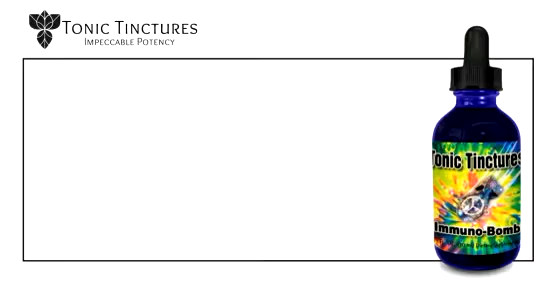 Tonic Tinctures
Impeccable Potency
Tonic Tinctures
Immuno-Bomb